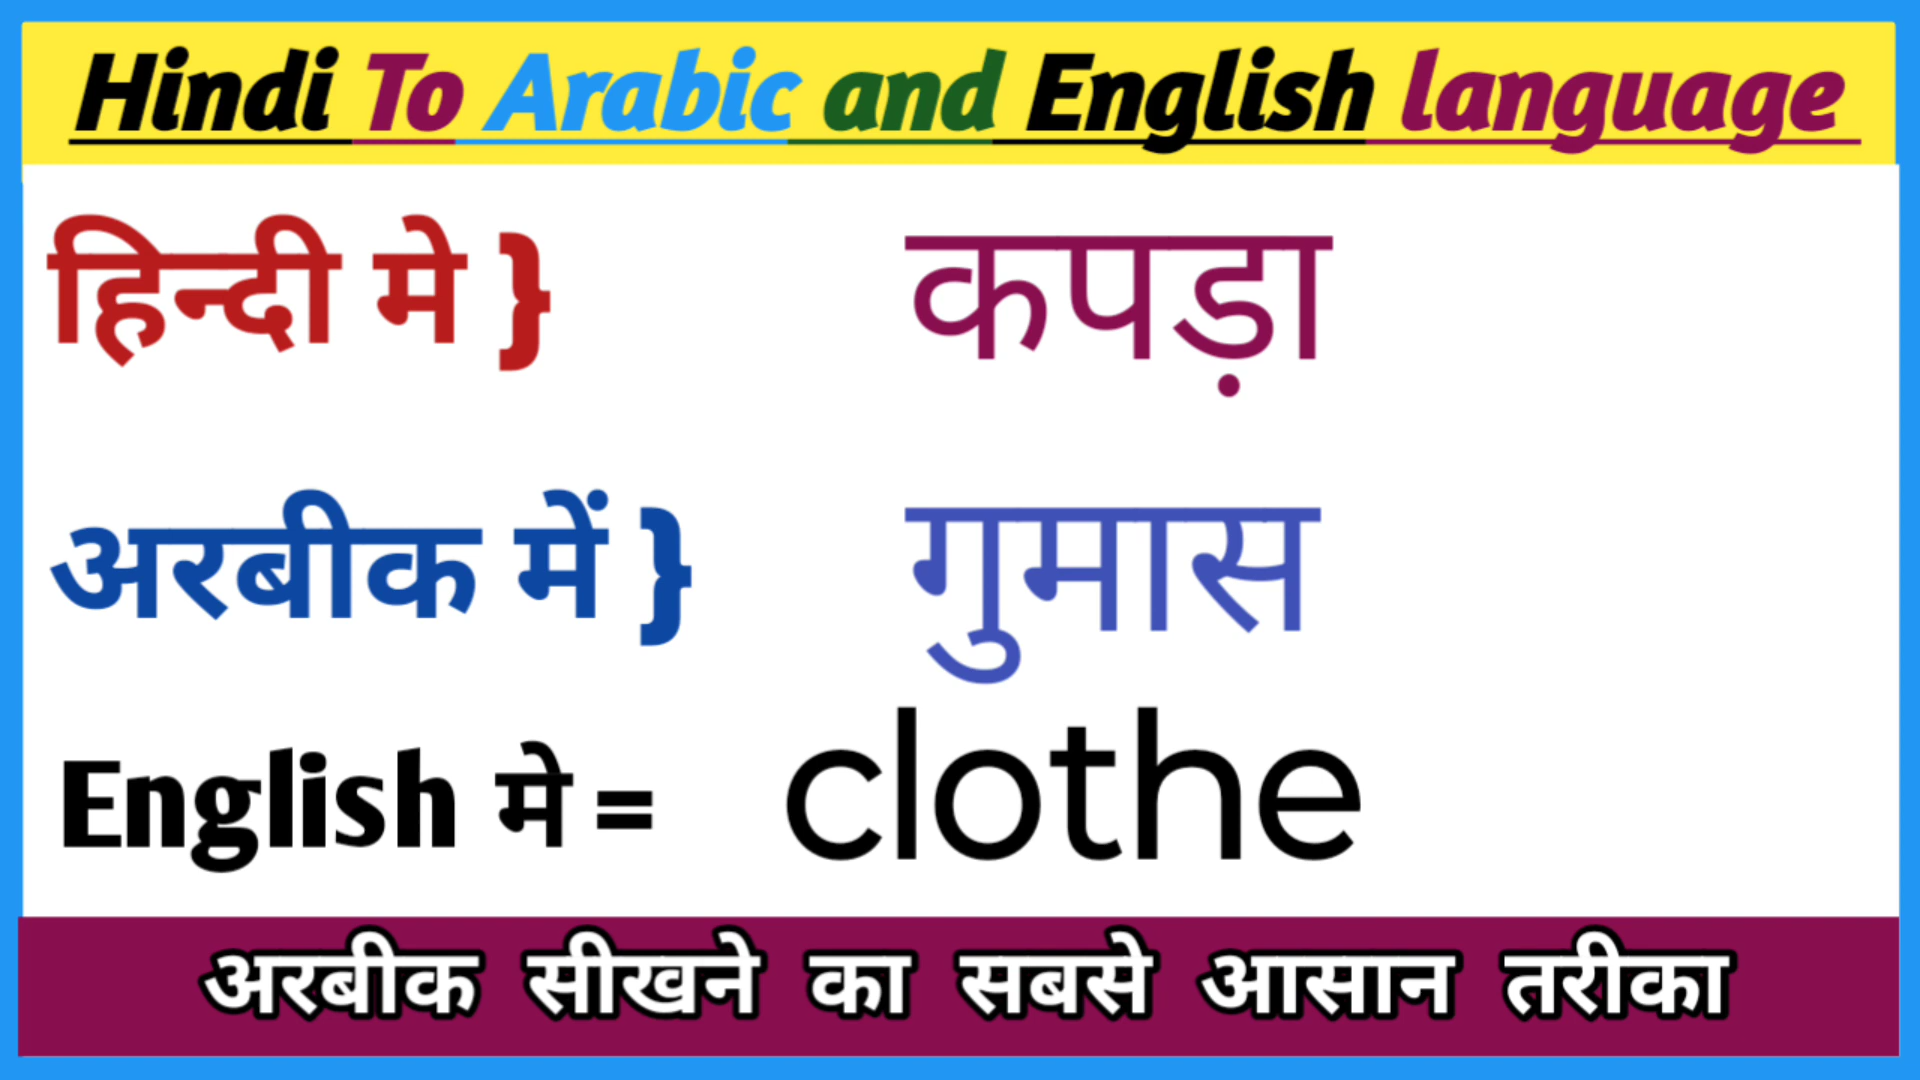 Hindi To Arabic and English language
हिन्दी मे } कपड़ा
अरबीक में } गुमास
English मे = clothe
अरबीक सीखने का सबसे आसान तरीका